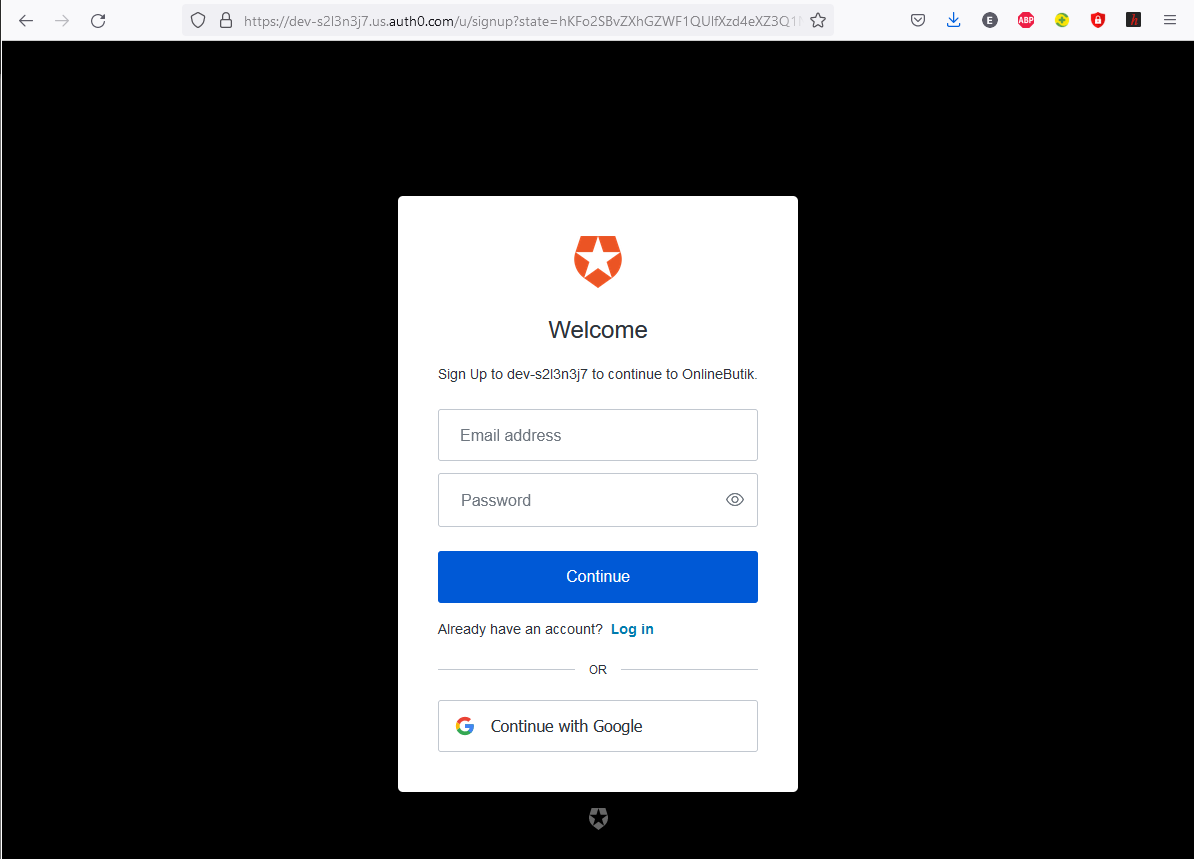 https://dev-s2l3n3j7.us.auth0.com/u/signup?state=hKFo2SBvZXhGZWF1QUlfXzd4eXZ3Q1
E
ABP
h
Welcome
Sign Up to dev-s2l3n3j7 to continue to OnlineButik.
Email address
Password
Continue
Already have an account? Log in
OR
Continue with Google